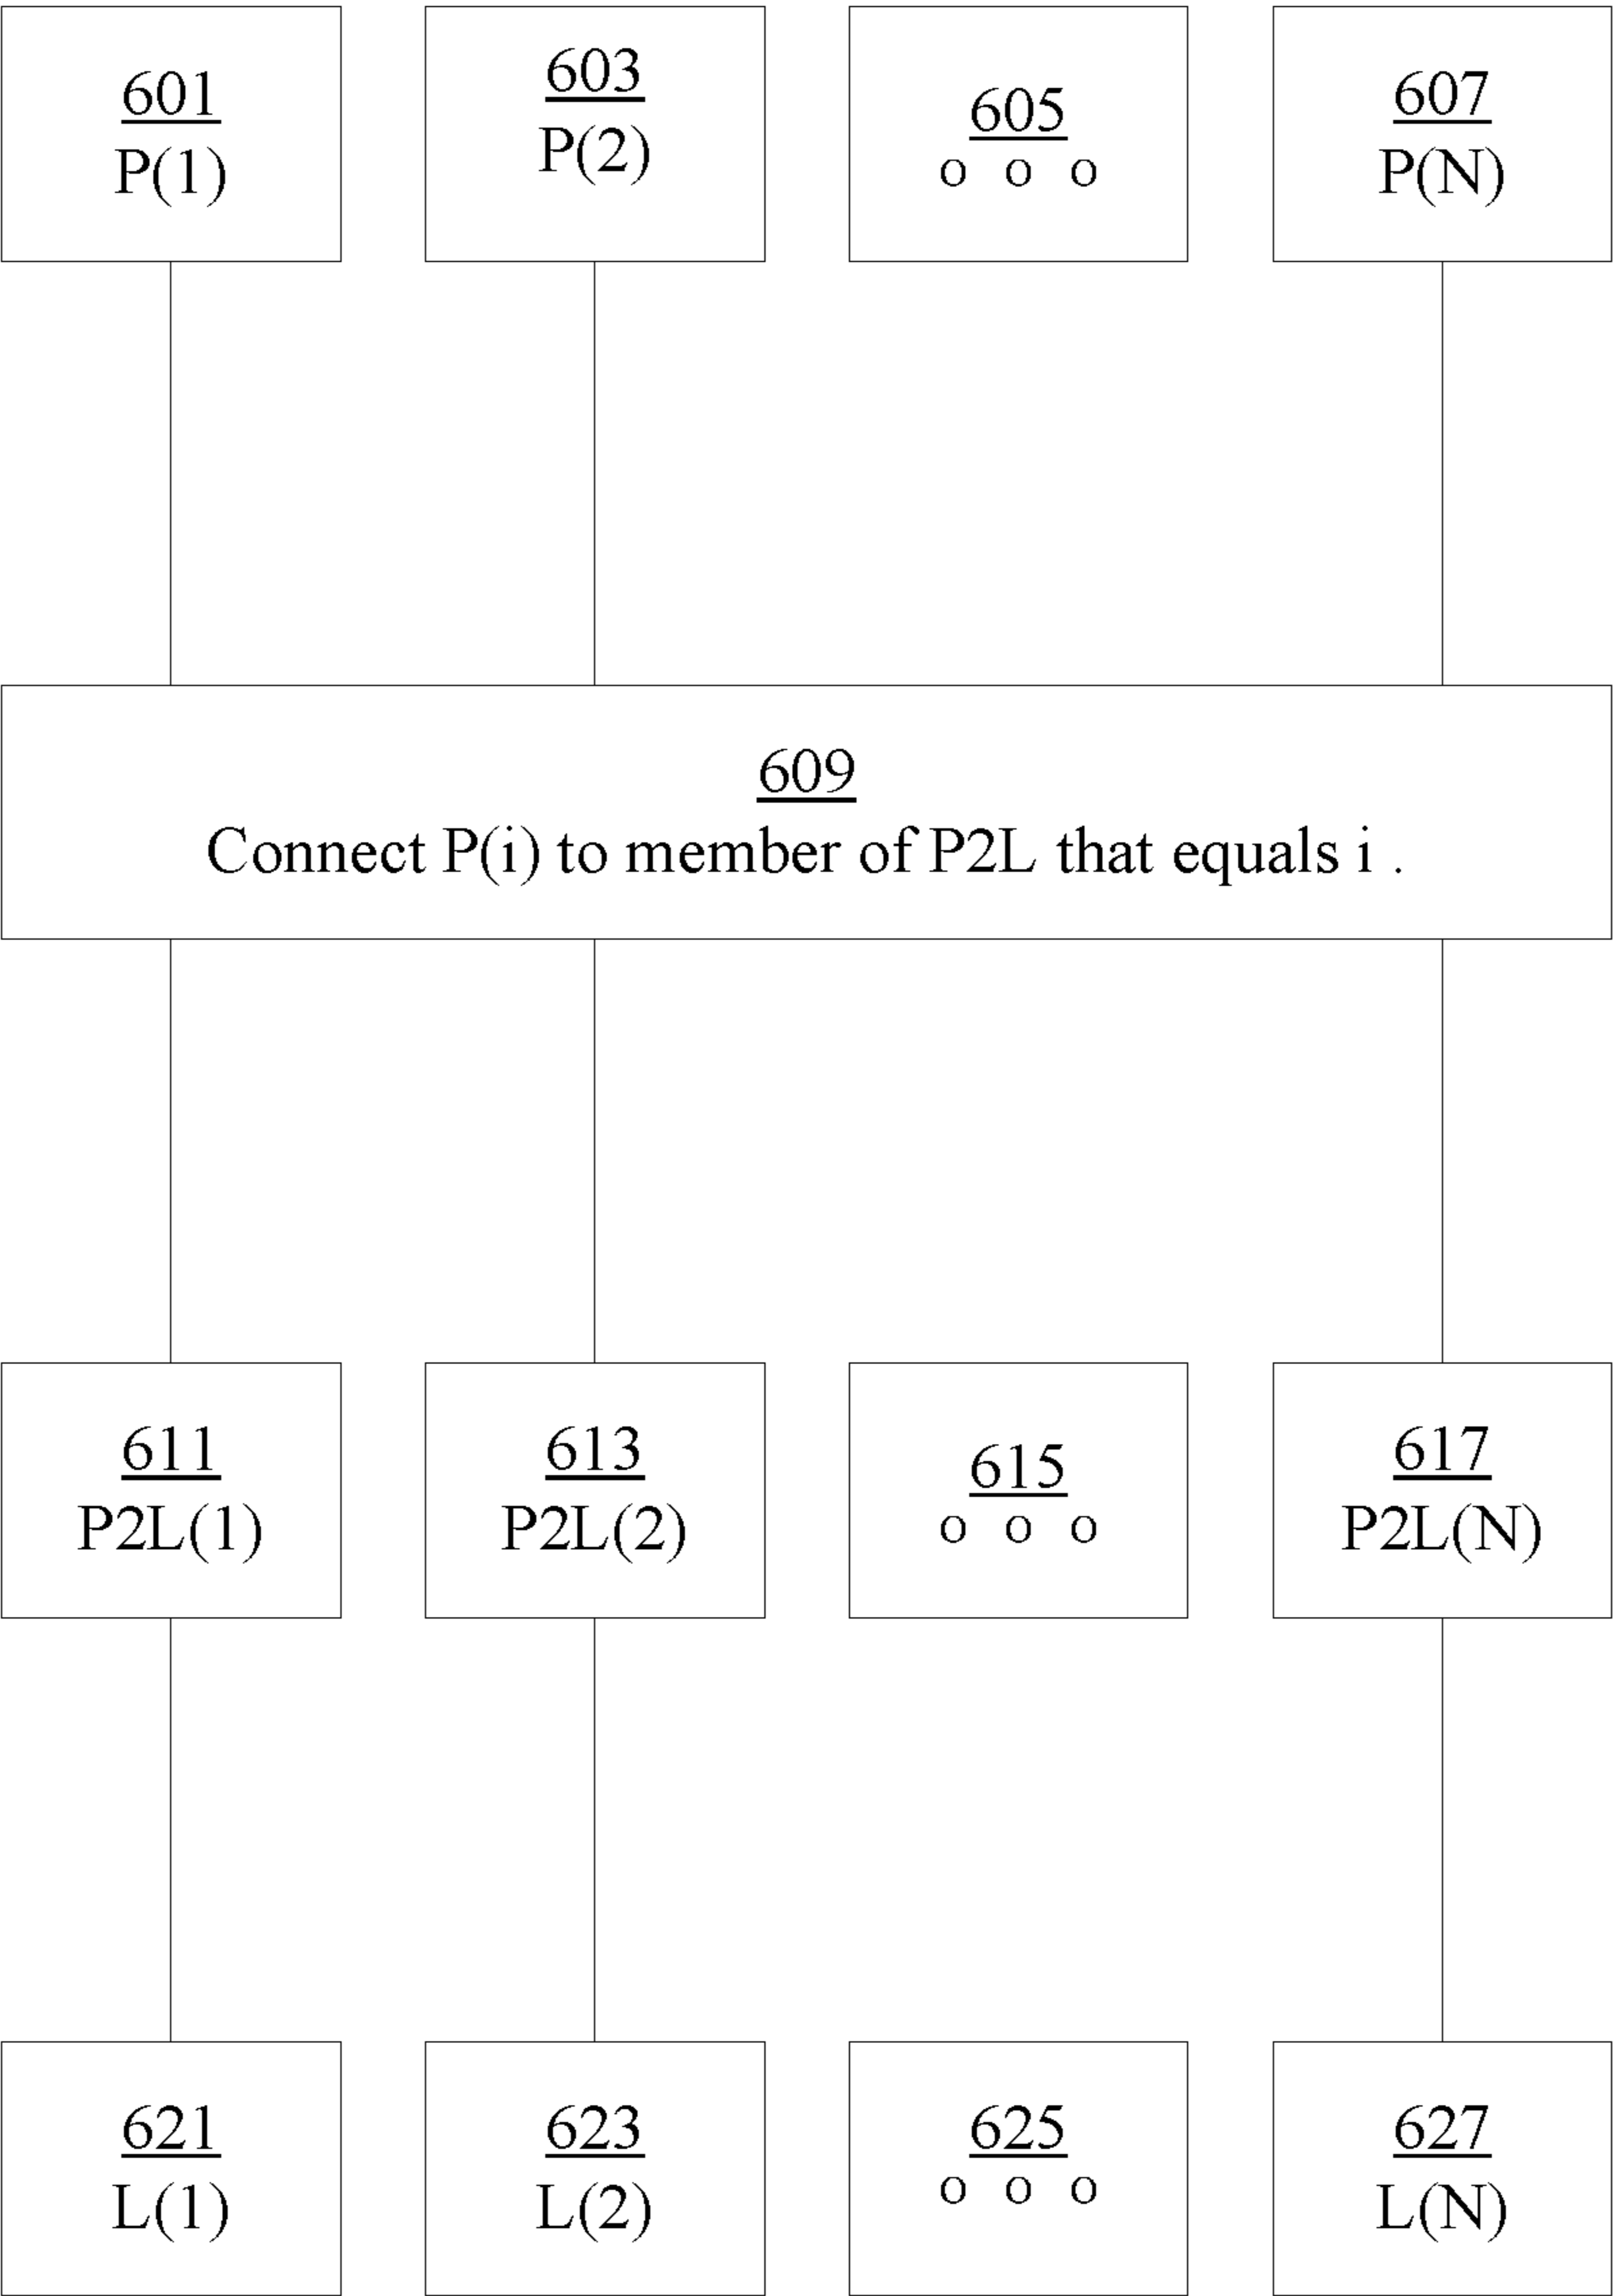 601
P(1)
603
P(2)
605
o o o
607
P(N)
609
Connect P(i) to member of P2L that equals i .
611
P2L(1)
613
P2L(2)
615
o o o
617
P2L(N)
621
L(1)
623
L(2)
625
o o o
627
L(N)